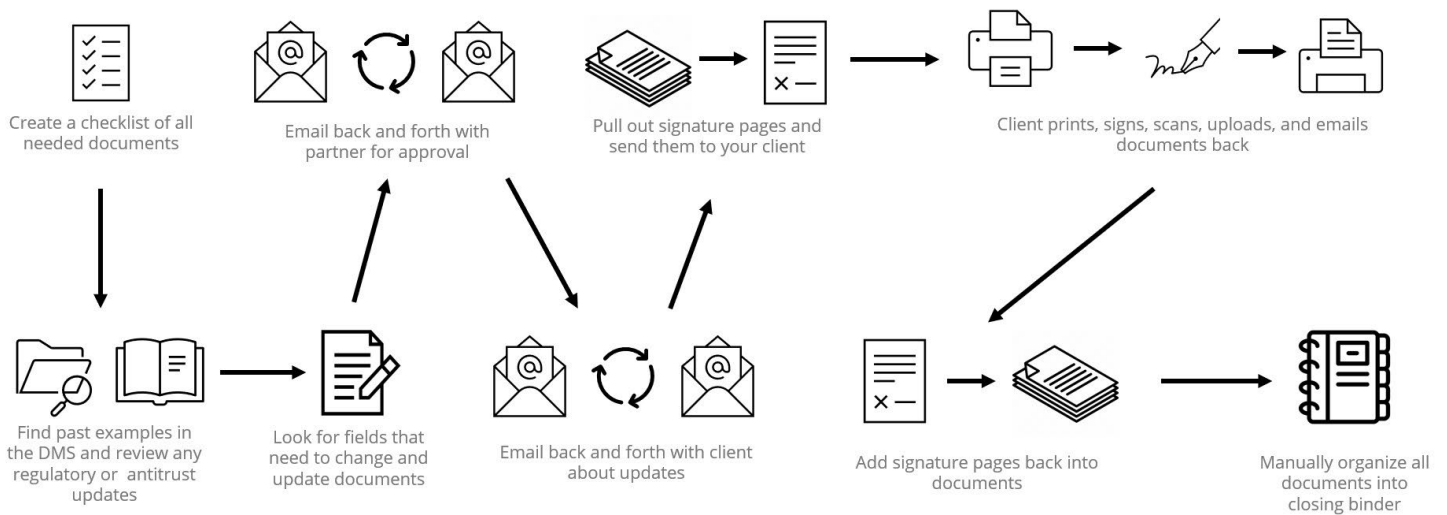 Create a checklist of all
needed documents
Find past examples in
the DMS and review any
regulatory or antitrust
updates
Look for fields that
need to change and
update documents
Email back and forth with
partner for approval
Email back and forth with client
about updates
Pull out signature pages and
send them to your client
Client prints, signs, scans, uploads, and emails
documents back
Add signature pages back into
documents
Manually organize all
documents into
closing binder